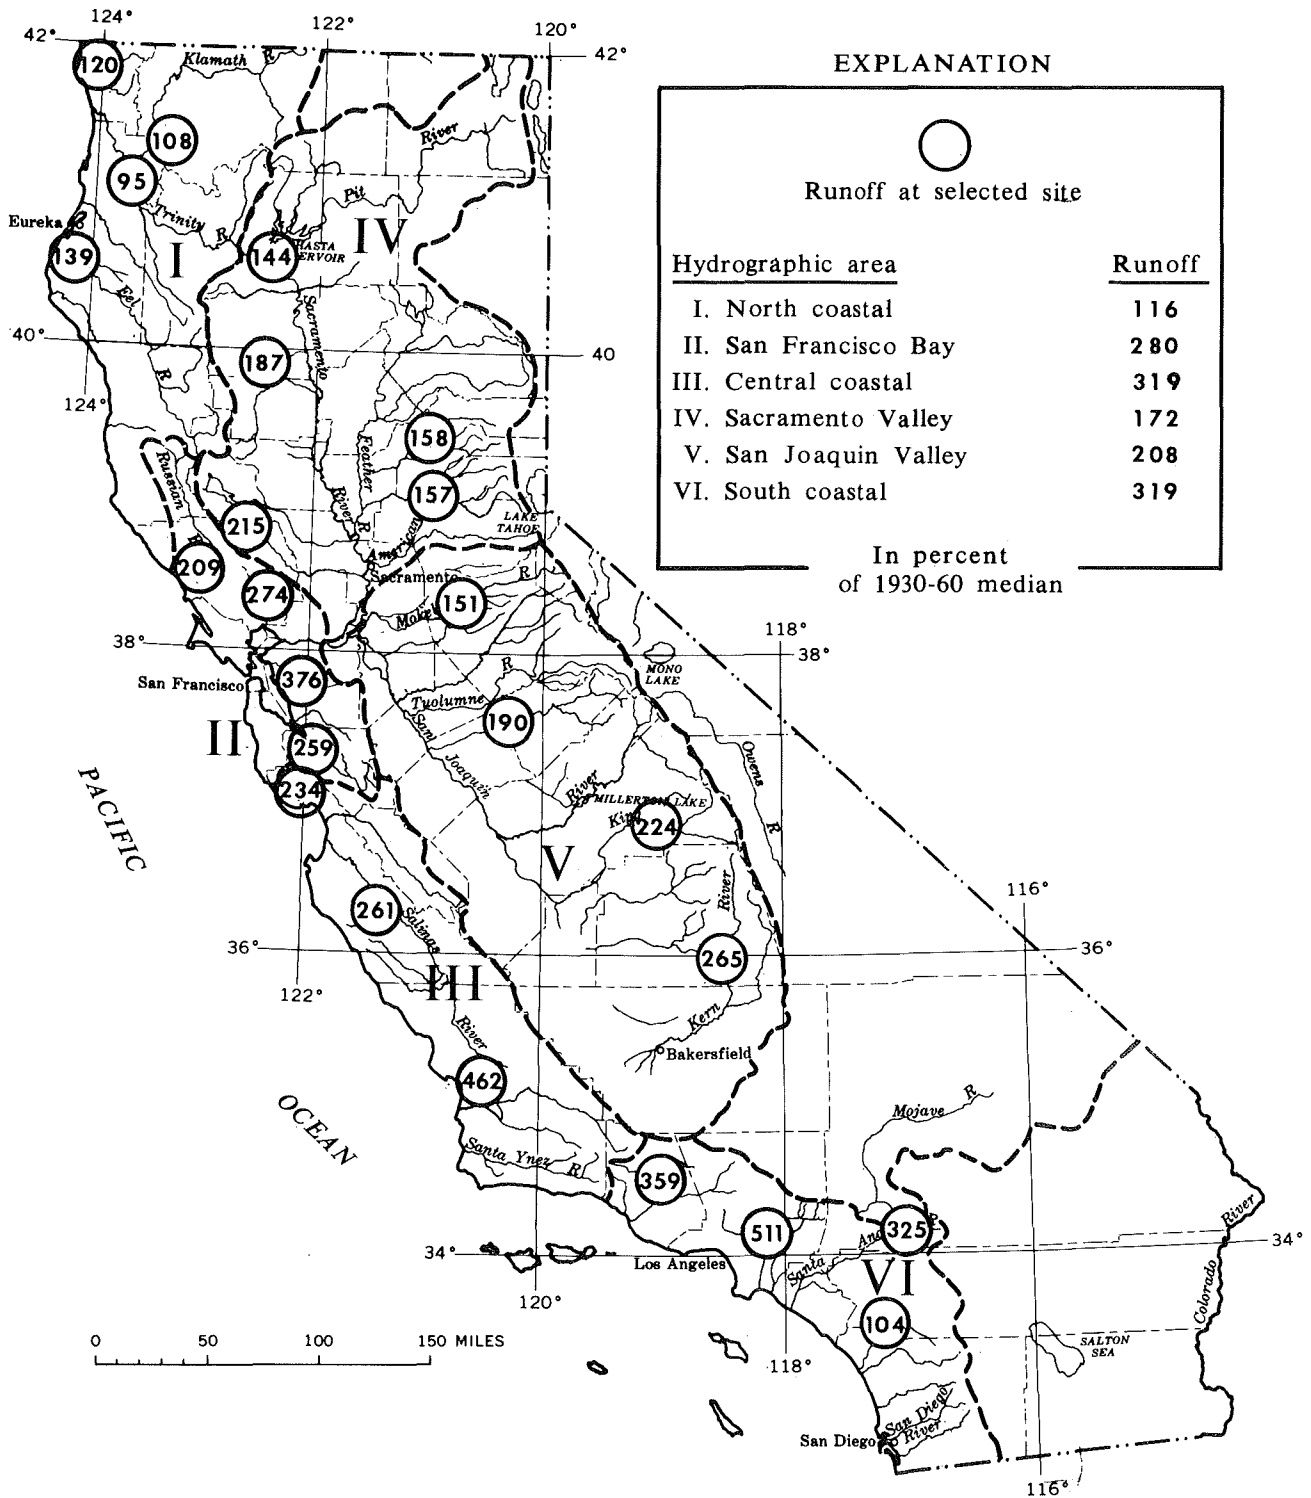 124°
122°
120°
42°
42°
120
Klamath R
108
95
River
Pit
Eureka
Trinity R
139
I
144
IV
Eel
R
Sacramento
River
40°
40
187
124°
158
Feather
R
157
Russian
R
215
American
LAKE
TAHOE
209
274
Sacramento
R
151
38°
38°
118°
San Francisco
376
MONO
LAKE
Tuolumne
R
190
II
259
234
San
Joaquin
River
Owens
R
MILLERTON LAKE
224
V
River
PACIFIC
OCEAN
261
Salinas
River
III
36°
36°
116°
122°
265
Kern
Bakersfield
462
Mojave R
Santa Ynez R
359
511
325
Santa
VI
34°
34°
Los Angeles
120°
104
River
Colorado
SALTON
SEA
118°
San Diego
San Diego
River
116°
0 50 100 150 MILES
EXPLANATION
Runoff at selected site
Hydrographic area Runoff
I. North coastal 116
II. San Francisco Bay 280
III. Central coastal 319
IV. Sacramento Valley 172
V. San Joaquin Valley 208
VI. South coastal 319
In percent
of 1930-60 median